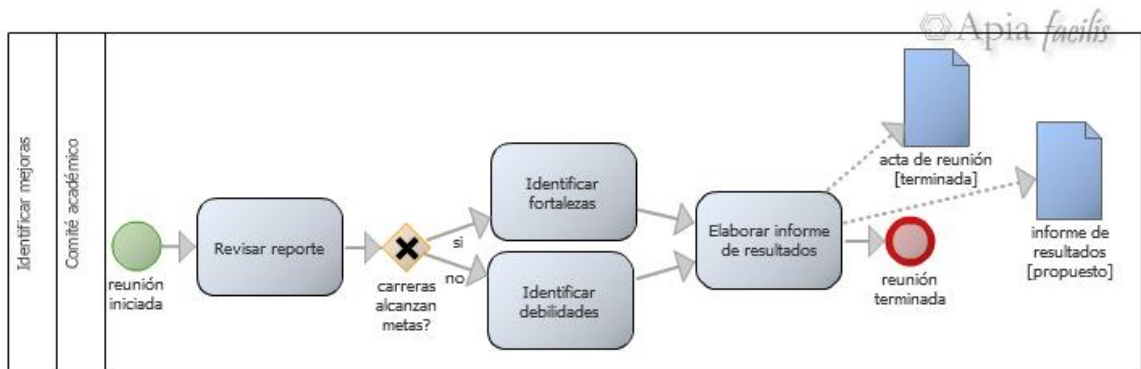 Apia facilis
Identificar mejoras
Comité académico
reunión
iniciada
Revisar reporte
carreras
alcanzan
metas?
si
no
Identificar
fortalezas
Identificar
debilidades
Elaborar informe
de resultados
acta de reunión
[terminada]
reunión
terminada
informe de
resultados
[propuesto]